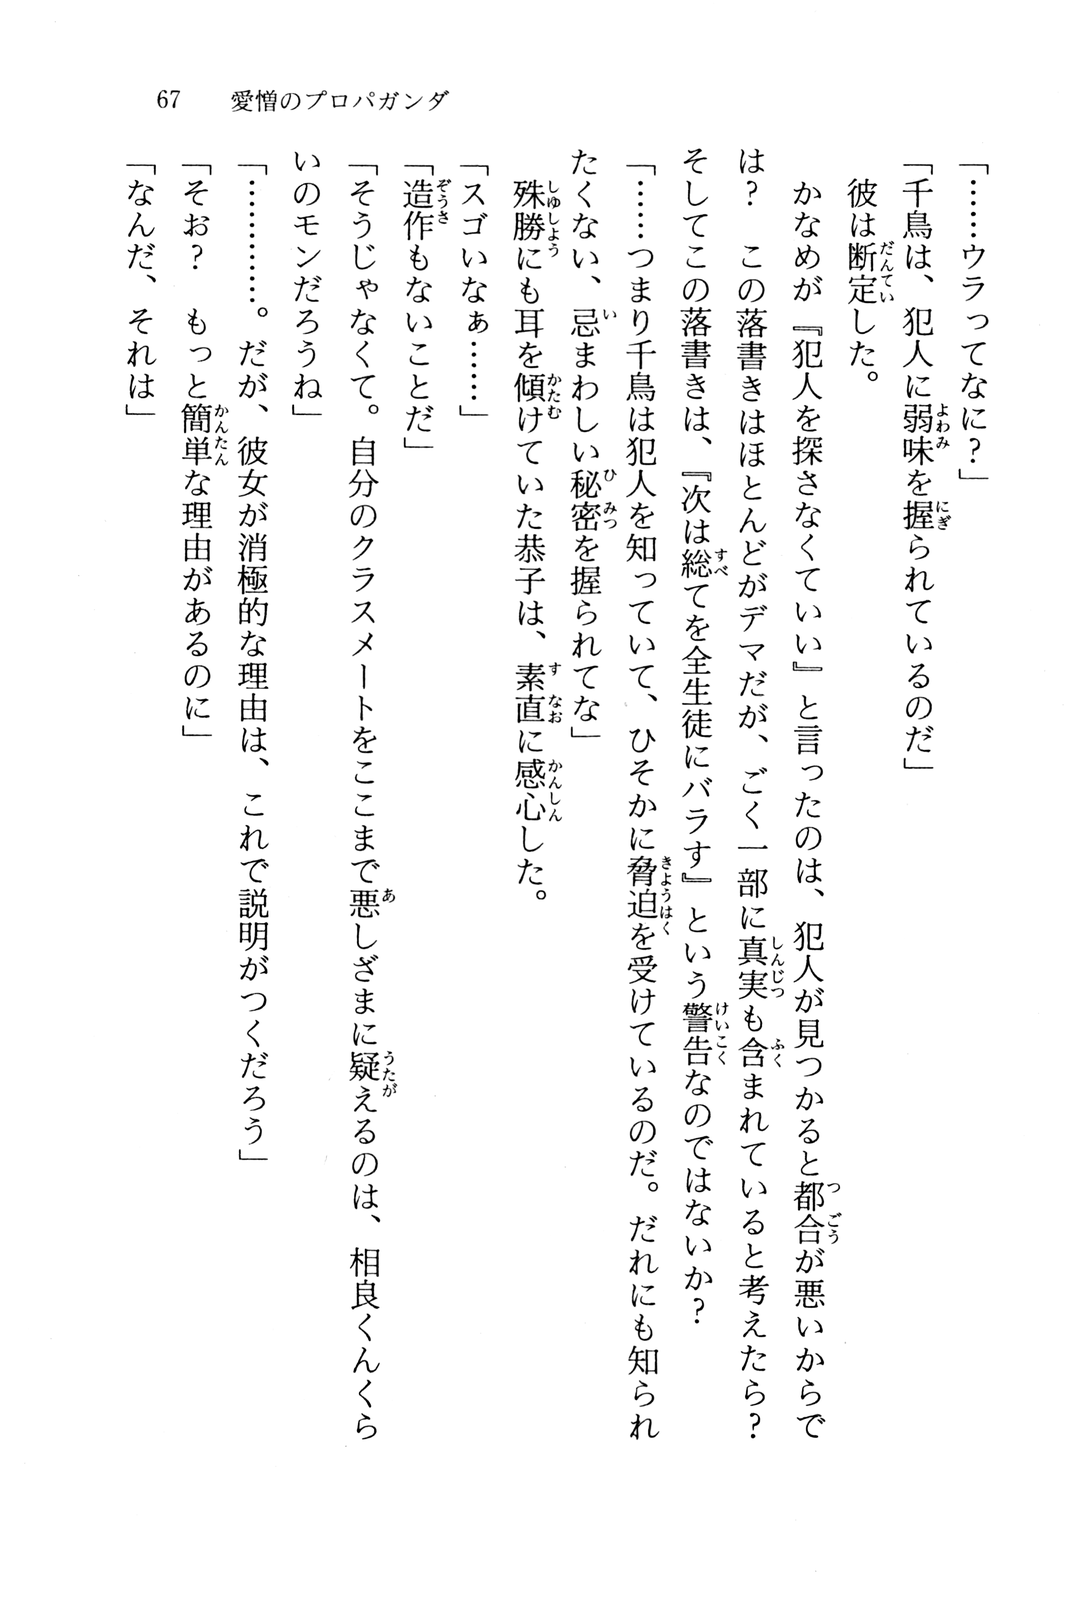 67　愛憎のプロパガンダ
「……ウラってなに？」
「千鳥は、犯人に弱味を握られているのだ」
彼は断定した。
　かなめが『犯人を探さなくていい』と言ったのは、犯人が見つかると都合が悪いからで
は？　この落書きはほとんどがデマだが、ごく一部に真実も含まれていると考えたら？
そしてこの落書きは、『次は総てを全生徒にバラす』という警告なのではないか？
「……つまり千鳥は犯人を知っていて、ひそかに脅迫を受けているのだ。だれにも知られ
たくない、忌まわしい秘密を握られてな」
　殊勝にも耳を傾けていた恭子は、素直に感心した。
「スゴいなぁ……」
「造作もないことだ」
「そうじゃなくて。自分のクラスメートをここまで悪しざまに疑えるのは、相良くんくら
いのモンだろうね」
「…………。だが、彼女が消極的な理由は、これで説明がつくだろう」
「そお？　もっと簡単な理由があるのに」
「なんだ、それは」